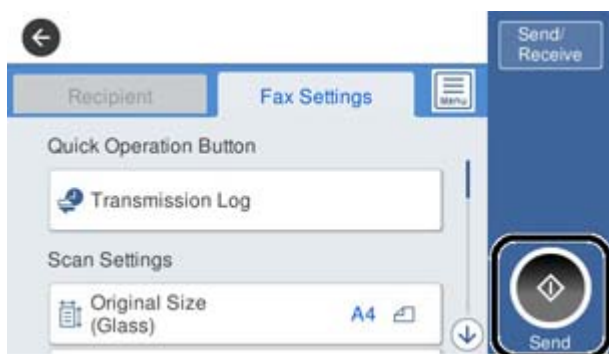 Send/
Receive
Recipient
Fax Settings
Menu
Quick Operation Button
Transmission Log
Scan Settings
Original Size
(Glass)
A4
Send